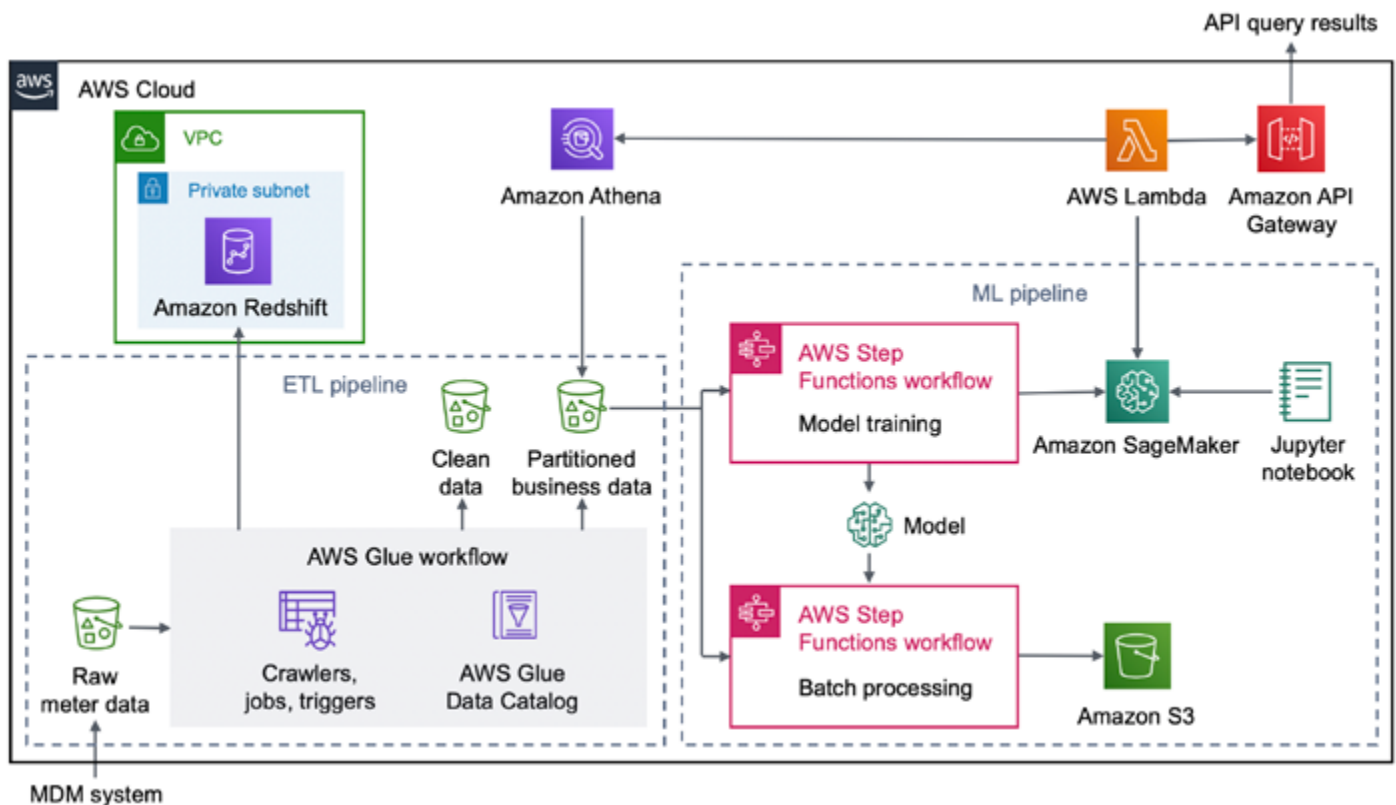 API query results
aws
AWS Cloud
VPC
Private subnet
Amazon Redshift
Amazon Athena
AWS Lambda
Amazon API
Gateway
ETL pipeline
Clean
data
Partitioned
business data
AWS Glue workflow
Crawlers,
jobs, triggers
AWS Glue
Data Catalog
Raw
meter data
MDM system
ML pipeline
AWS Step
Functions workflow
Model training
Amazon SageMaker
Jupyter
notebook
Model
AWS Step
Functions workflow
Batch processing
Amazon S3